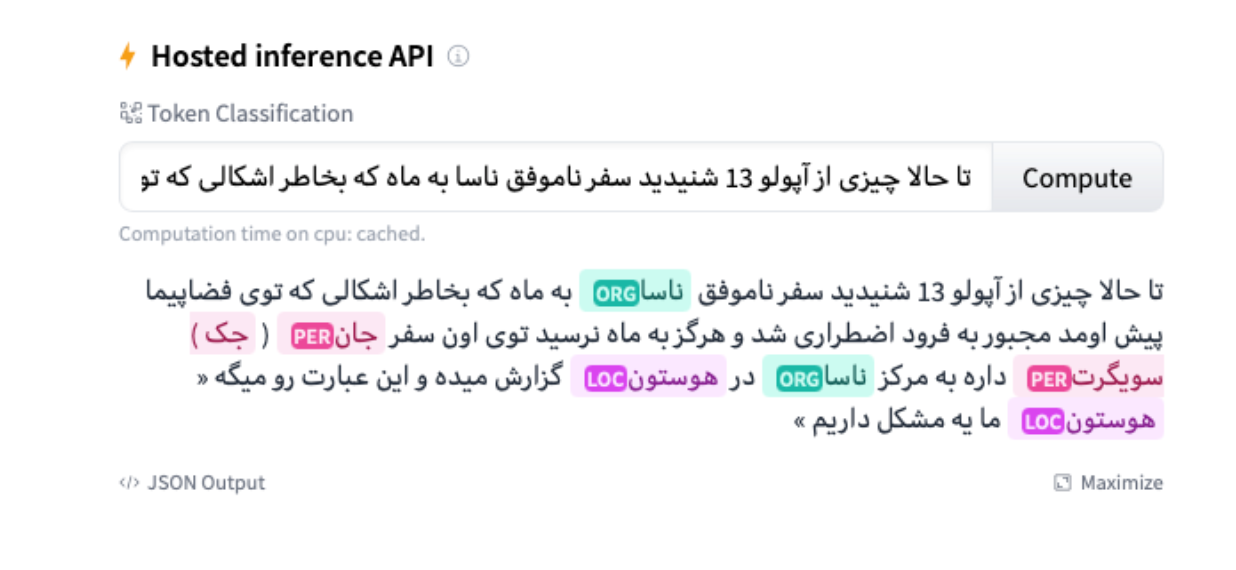 Hosted inference API
Token Classification
تا حالا چیزی از آپولو 13 شنیدید سفر ناموفق ناسا به ماه که بخاطر اشکالی که تو
Compute
Computation time on cpu: cached.
تا حالا چیزی از آپولو 13 شنیدید سفر ناموفق ناسا ORG به ماه که بخاطر اشکالی که توی فضاپیما
پیش اومد مجبور به فرود اضطراری شد و هرگز به ماه نرسید توی اون سفر جان PER ( جک )
سویگرت PER داره به مرکز ناسا ORG در هوستون LOC گزارش میده و این عبارت رو میگه «
هوستون LOC ما یه مشکل داریم »
JSON Output
Maximize